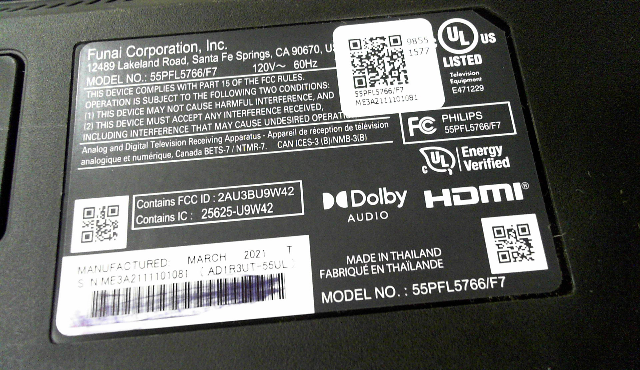 Funai Corporation, Inc.
12489 Lakeland Road, Santa Fe Springs, CA 90670, U
MODEL NO.: 55PFL5766/F7 120V~ 60Hz
THIS DEVICE COMPLIES WITH PART 15 OF THE FCC RULES.
OPERATION IS SUBJECT TO THE FOLLOWING TWO CONDITIONS:
(1) THIS DEVICE MAY NOT CAUSE HARMFUL INTERFERENCE, AND
(2) THIS DEVICE MUST ACCEPT ANY INTERFERENCE RECEIVED,
INCLUDING INTERFERENCE THAT MAY CAUSE UNDESIRED OPERAT
Analog and Digital Television Receiving Apparatus - Appareil de réception de télévision
analogique et numérique, Canada BETS-7 / NTMR-7. CAN ICES-3 (B)/NMB-3(B)
9855
1577
55PFL5766/F7
ME3A2111101081
UL US
LISTED
Television
Equipment
E471229
FC PHILIPS
55PFL5766/F7
UL Energy
Verified
Contains FCC ID : 2AU3BU9W42
Contains IC : 25625-U9W42
Dolby
AUDIO
HDMI®
MANUFACTURED: MARCH 2021 T
S/N:ME3A2111101081 (AD1R3UT-55UL)
MADE IN THAILAND
FABRIQUÉ EN THAÏLANDE
MODEL NO. : 55PFL5766/F7